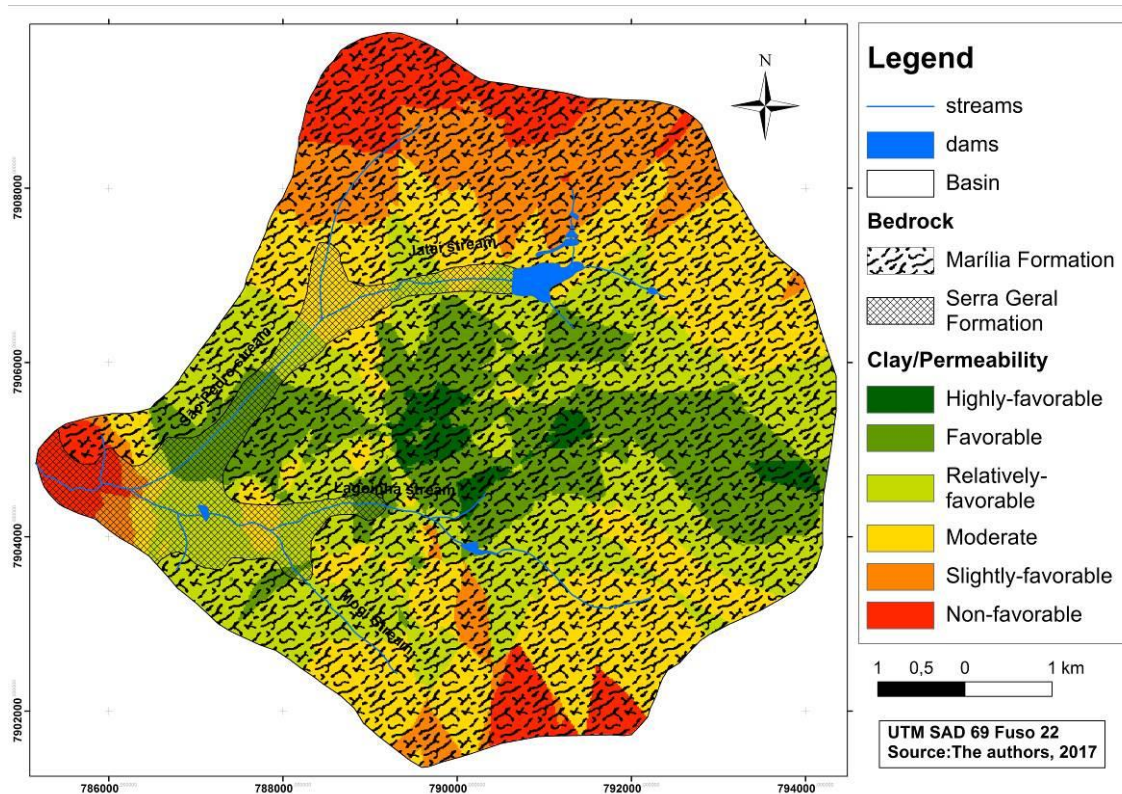 N
Iatai stream
São Pedro stream
Lagoinha stream
Mogi Stream
7908000
7906000
7904000
7902000
786000
788000
790000
792000
794000
Legend
streams
dams
Basin
Bedrock
Marília Formation
Serra Geral
Formation
Clay/Permeability
Highly-favorable
Favorable
Relatively-
favorable
Moderate
Slightly-favorable
Non-favorable
1 0,5 0 1 km
UTM SAD 69 Fuso 22
Source:The authors, 2017